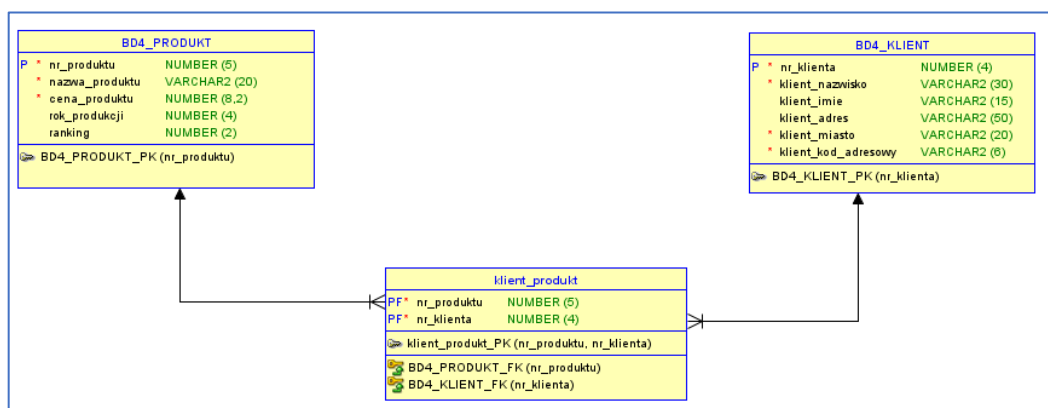 BD4_PRODUKT
P * nr_produktu NUMBER (5)
* nazwa_produktu VARCHAR2 (20)
* cena_produktu NUMBER (8,2)
rok_produkcji NUMBER (4)
ranking NUMBER (2)
BD4_PRODUKT_PK (nr_produktu)
BD4_KLIENT
P * nr_klienta NUMBER (4)
* klient_nazwisko VARCHAR2 (30)
klient_imie VARCHAR2 (15)
klient_adres VARCHAR2 (50)
* klient_miasto VARCHAR2 (20)
* klient_kod_adresowy VARCHAR2 (6)
BD4_KLIENT_PK (nr_klienta)
klient_produkt
PF* nr_produktu NUMBER (5)
PF* nr_klienta NUMBER (4)
klient_produkt_PK (nr_produktu, nr_klienta)
BD4_PRODUKT_FK (nr_produktu)
BD4_KLIENT_FK (nr_klienta)